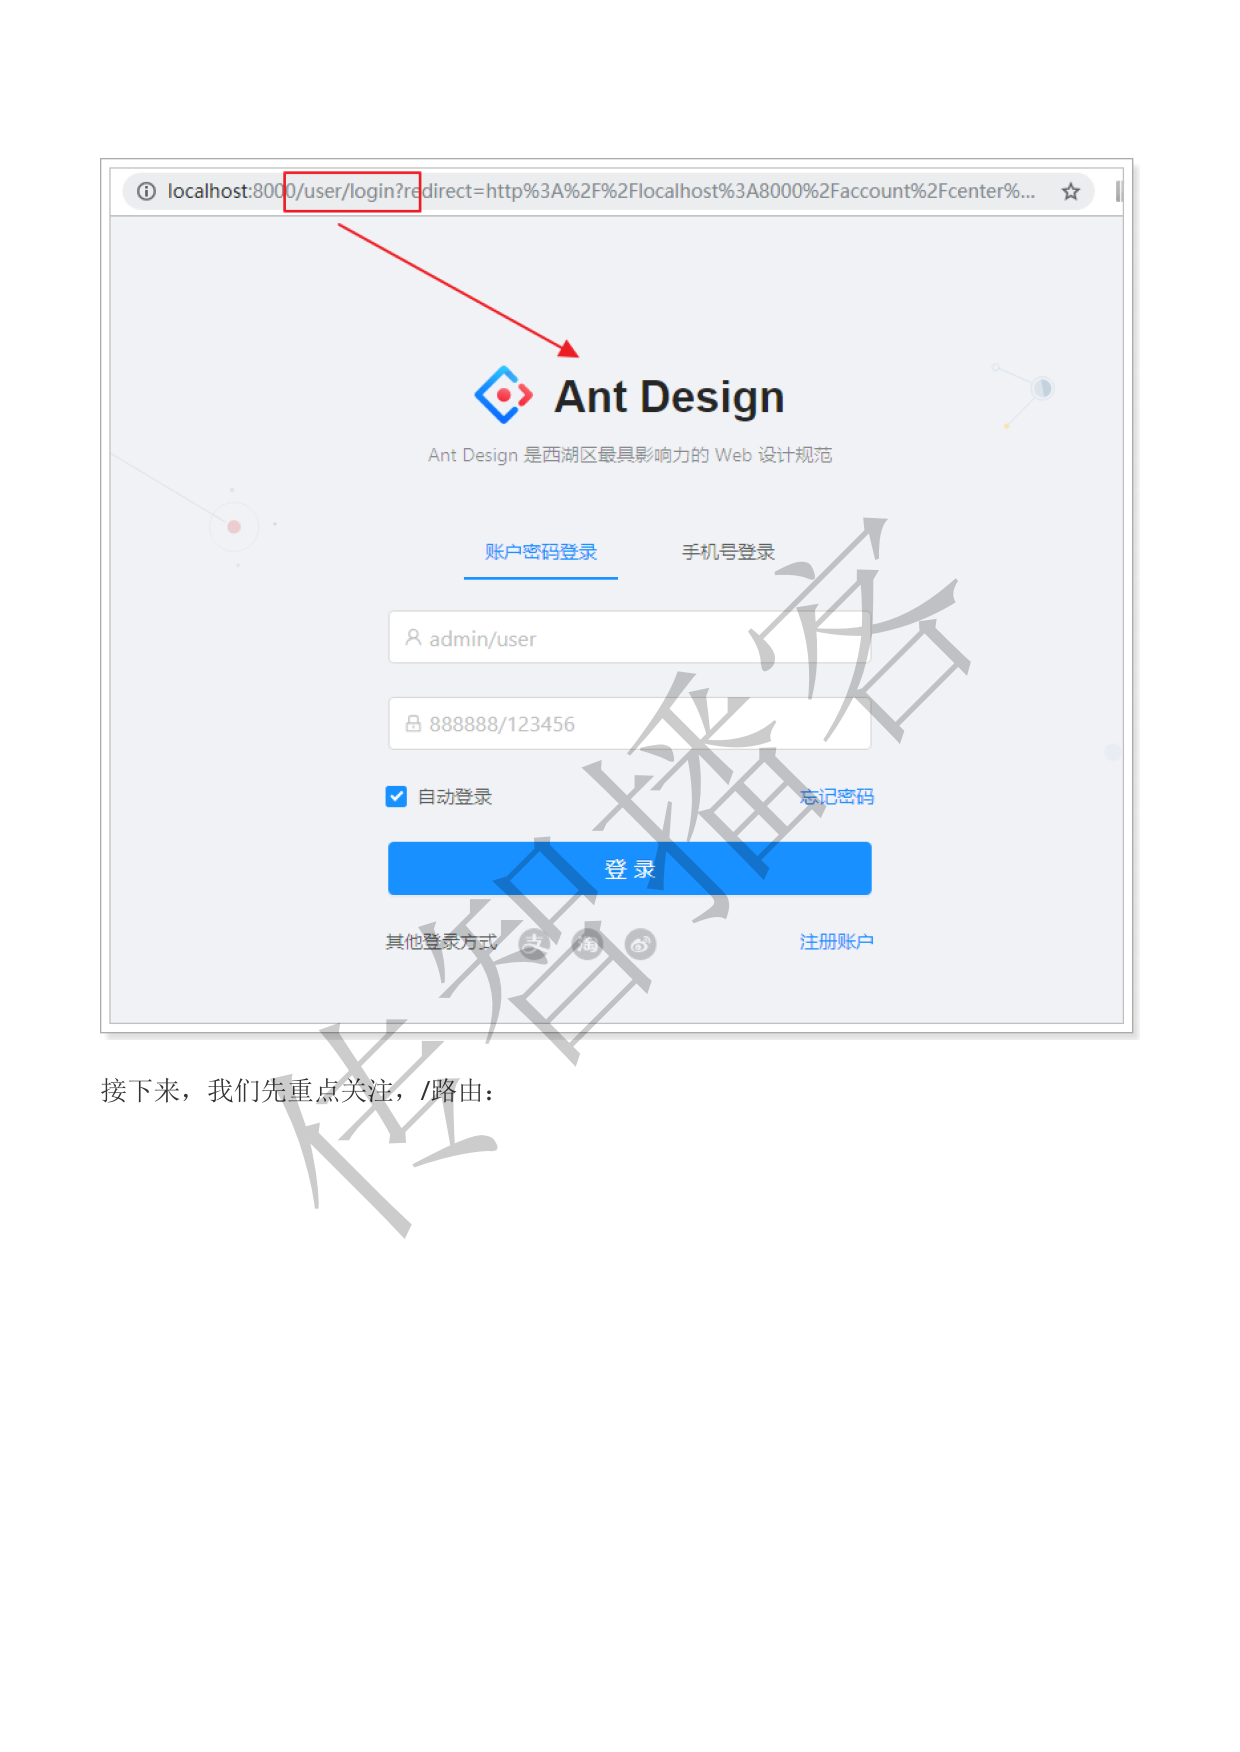 localhost:8000/user/login?redirect=http%3A%2F%2Flocalhost%3A8000%2Faccount%2Fcenter%...
Ant Design
Ant Design 是西湖区最具影响力的 Web 设计规范
账户密码登录 手机号登录
admin/user
888888/123456
自动登录 忘记密码
登 录
其他登录方式 支 淘 注册账户
接下来，我们先重点关注，/路由：
传智播客